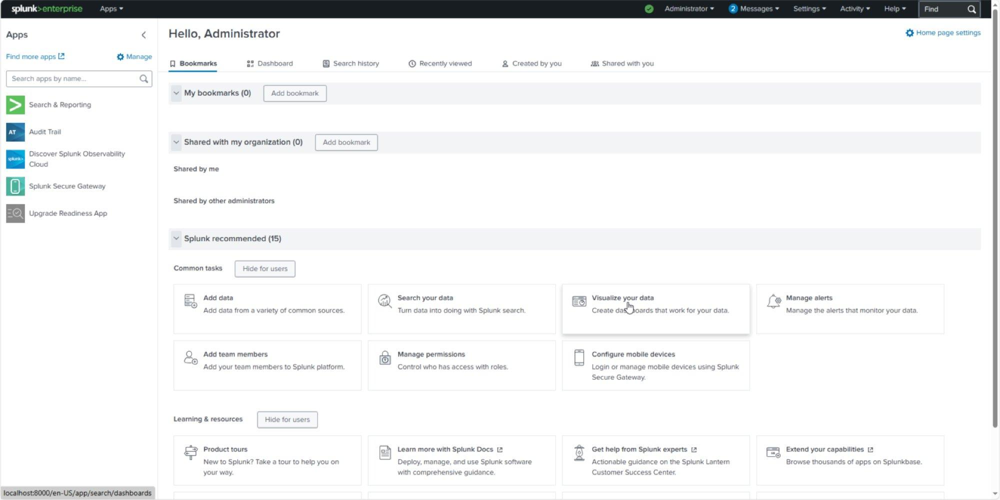 splunk>enterprise Apps Administrator 2 Messages Settings Activity Help Find
Apps
Find more apps Manage
Search apps by name...
Search & Reporting
AT Audit Trail
Discover Splunk Observability
splunk>
Cloud
Splunk Secure Gateway
Upgrade Readiness App
Hello, Administrator
Home page settings
Bookmarks Dashboard Search history Recently viewed Created by you Shared with you
My bookmarks (0) Add bookmark
Shared with my organization (0) Add bookmark
Shared by me
Shared by other administrators
Splunk recommended (15)
Common tasks Hide for users
Add data
Add data from a variety of common sources.
Search your data
Turn data into doing with Splunk search.
Visualize your data
Create dashboards that work for your data.
Manage alerts
Manage the alerts that monitor your data.
Add team members
Add your team members to Splunk platform.
Manage permissions
Control who has access with roles.
Configure mobile devices
Login or manage mobile devices using Splunk
Secure Gateway.
Learning & resources Hide for users
Product tours
New to Splunk? Take a tour to help you on
your way.
Learn more with Splunk Docs
Deploy, manage, and use Splunk software
with comprehensive guidance.
Get help from Splunk experts
Actionable guidance on the Splunk Lantern
Customer Success Center.
Extend your capabilities
Browse thousands of apps on Splunkbase.
localhost:8000/en-US/app/search/dashboards